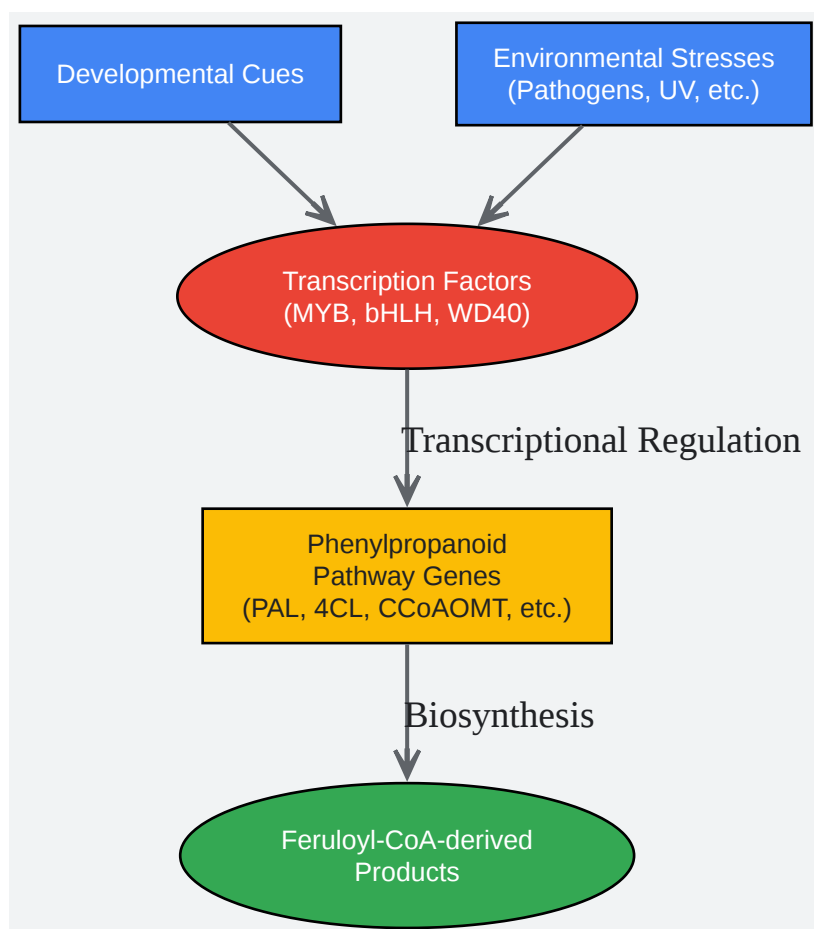 Developmental Cues
Environmental Stresses
(Pathogens, UV, etc.)
Transcription Factors
(MYB, bHLH, WD40)
Transcriptional Regulation
Phenylpropanoid
Pathway Genes
(PAL, 4CL, CCoAOMT, etc.)
Biosynthesis
Feruloyl-CoA-derived
Products